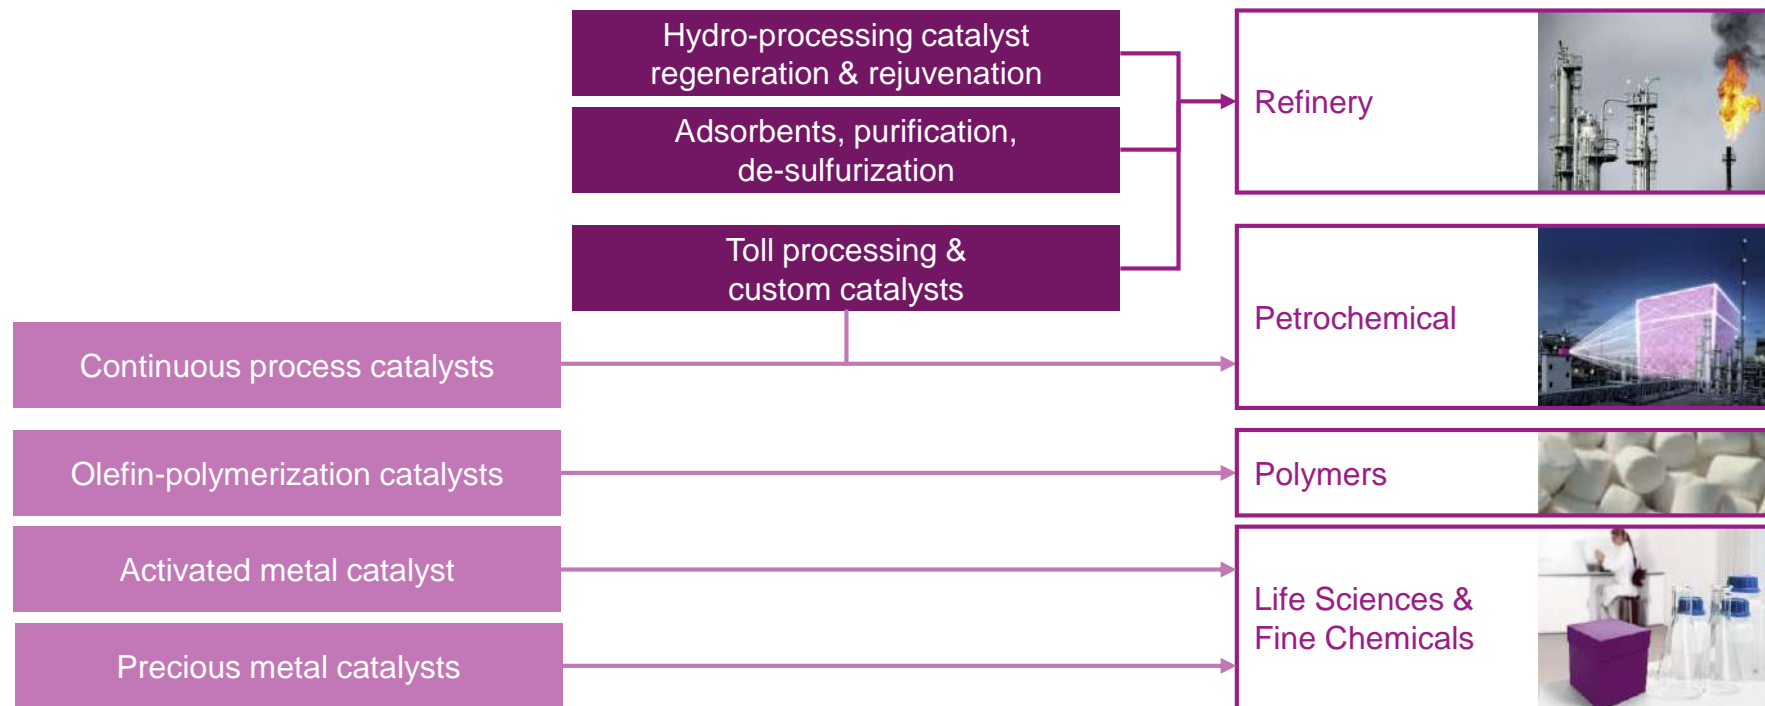 Hydro-processing catalyst
regeneration & rejuvenation
Adsorbents, purification,
de-sulfurization
Toll processing &
custom catalysts
Continuous process catalysts
Olefin-polymerization catalysts
Activated metal catalyst
Precious metal catalysts
Refinery
Petrochemical
Polymers
Life Sciences &
Fine Chemicals